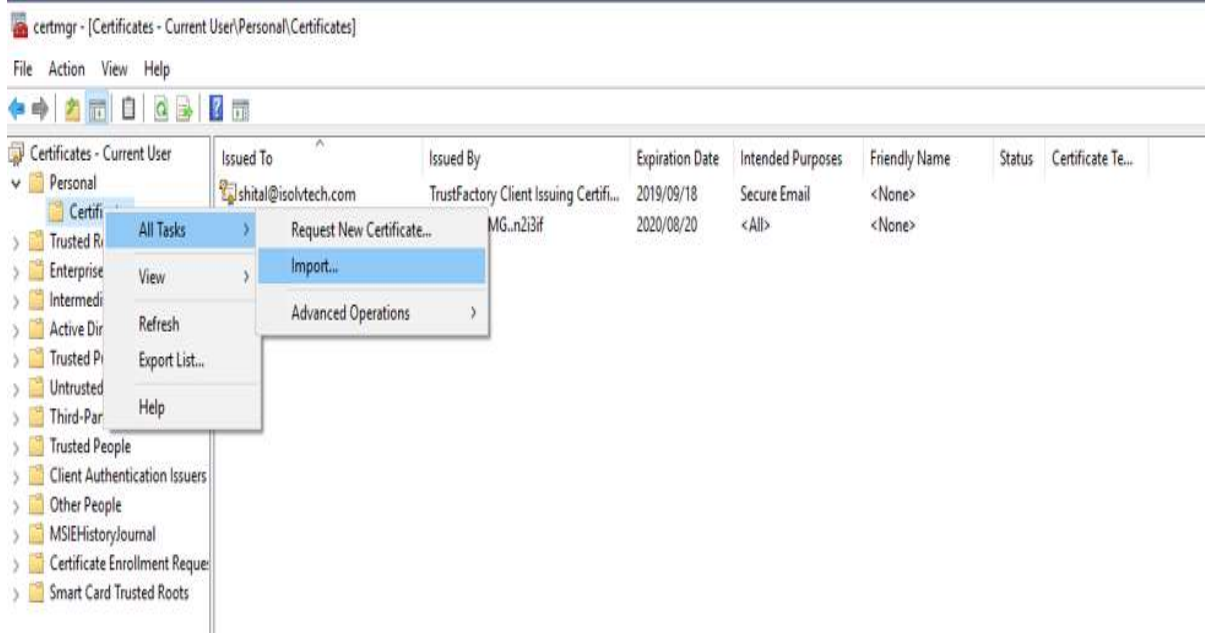 certmgr - [Certificates - Current User\Personal\Certificates]
File Action View Help
Certificates - Current User
Personal
Certifi
Trusted R
Enterprise
Intermedi
Active Dir
Trusted P
Untrusted
Third-Par
Trusted People
Client Authentication Issuers
Other People
MSIEHistoryJournal
Certificate Enrollment Reque
Smart Card Trusted Roots
All Tasks
View
Refresh
Export List...
Help
Request New Certificate...
Import...
Advanced Operations
Issued To Issued By Expiration Date Intended Purposes Friendly Name Status Certificate Te...
shital@isolvtech.com TrustFactory Client Issuing Certifi... 2019/09/18 Secure Email <None>
MG..n2i3if 2020/08/20 <All> <None>